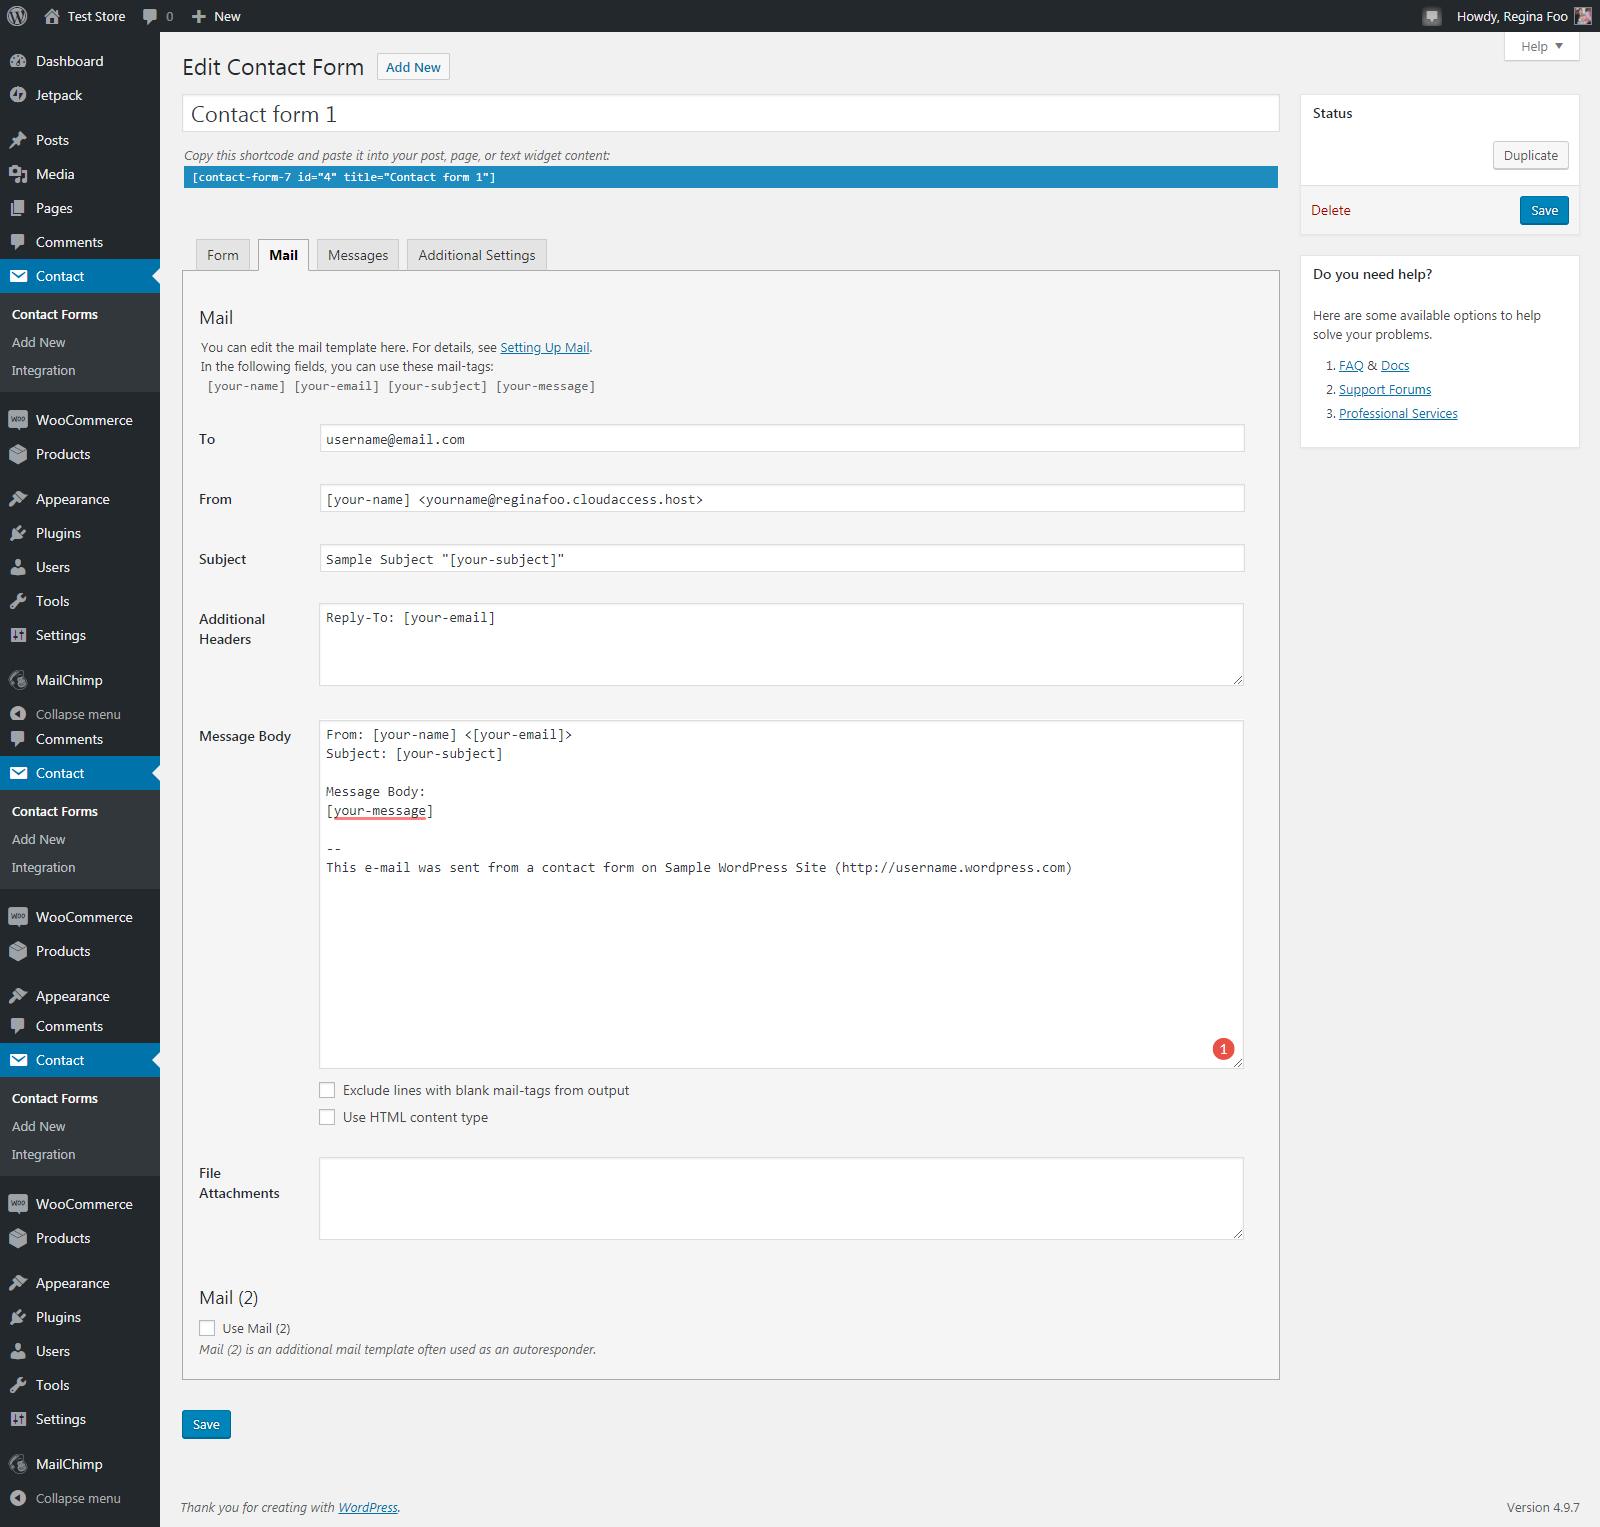 Test Store
0
New
Howdy, Regina Foo
Help
Dashboard
Jetpack
Posts
Media
Pages
Comments
Contact
Contact Forms
Add New
Integration
WooCommerce
Products
Appearance
Plugins
Users
Tools
Settings
MailChimp
Collapse menu
Comments
Contact
Contact Forms
Add New
Integration
WooCommerce
Products
Appearance
Comments
Contact
Contact Forms
Add New
Integration
WooCommerce
Products
Appearance
Plugins
Users
Tools
Settings
MailChimp
Collapse menu
Edit Contact Form
Add New
Contact form 1
Copy this shortcode and paste it into your post, page, or text widget content:
[contact-form-7 id="4" title="Contact form 1"]
Form
Mail
Messages
Additional Settings
Mail
You can edit the mail template here. For details, see Setting Up Mail.
In the following fields, you can use these mail-tags:
[your-name] [your-email] [your-subject] [your-message]
To
username@email.com
From
[your-name] <yourname@reginafoo.cloudaccess.host>
Subject
Sample Subject "[your-subject]"
Additional
Headers
Reply-To: [your-email]
Message Body
From: [your-name] <[your-email]>
Subject: [your-subject]
Message Body:
[your-message]
--
This e-mail was sent from a contact form on Sample WordPress Site (http://username.wordpress.com)
1
Exclude lines with blank mail-tags from output
Use HTML content type
File
Attachments
Mail (2)
Use Mail (2)
Mail (2) is an additional mail template often used as an autoresponder.
Save
Status
Duplicate
Delete
Save
Do you need help?
Here are some available options to help
solve your problems.
1. FAQ & Docs
2. Support Forums
3. Professional Services
Thank you for creating with WordPress.
Version 4.9.7